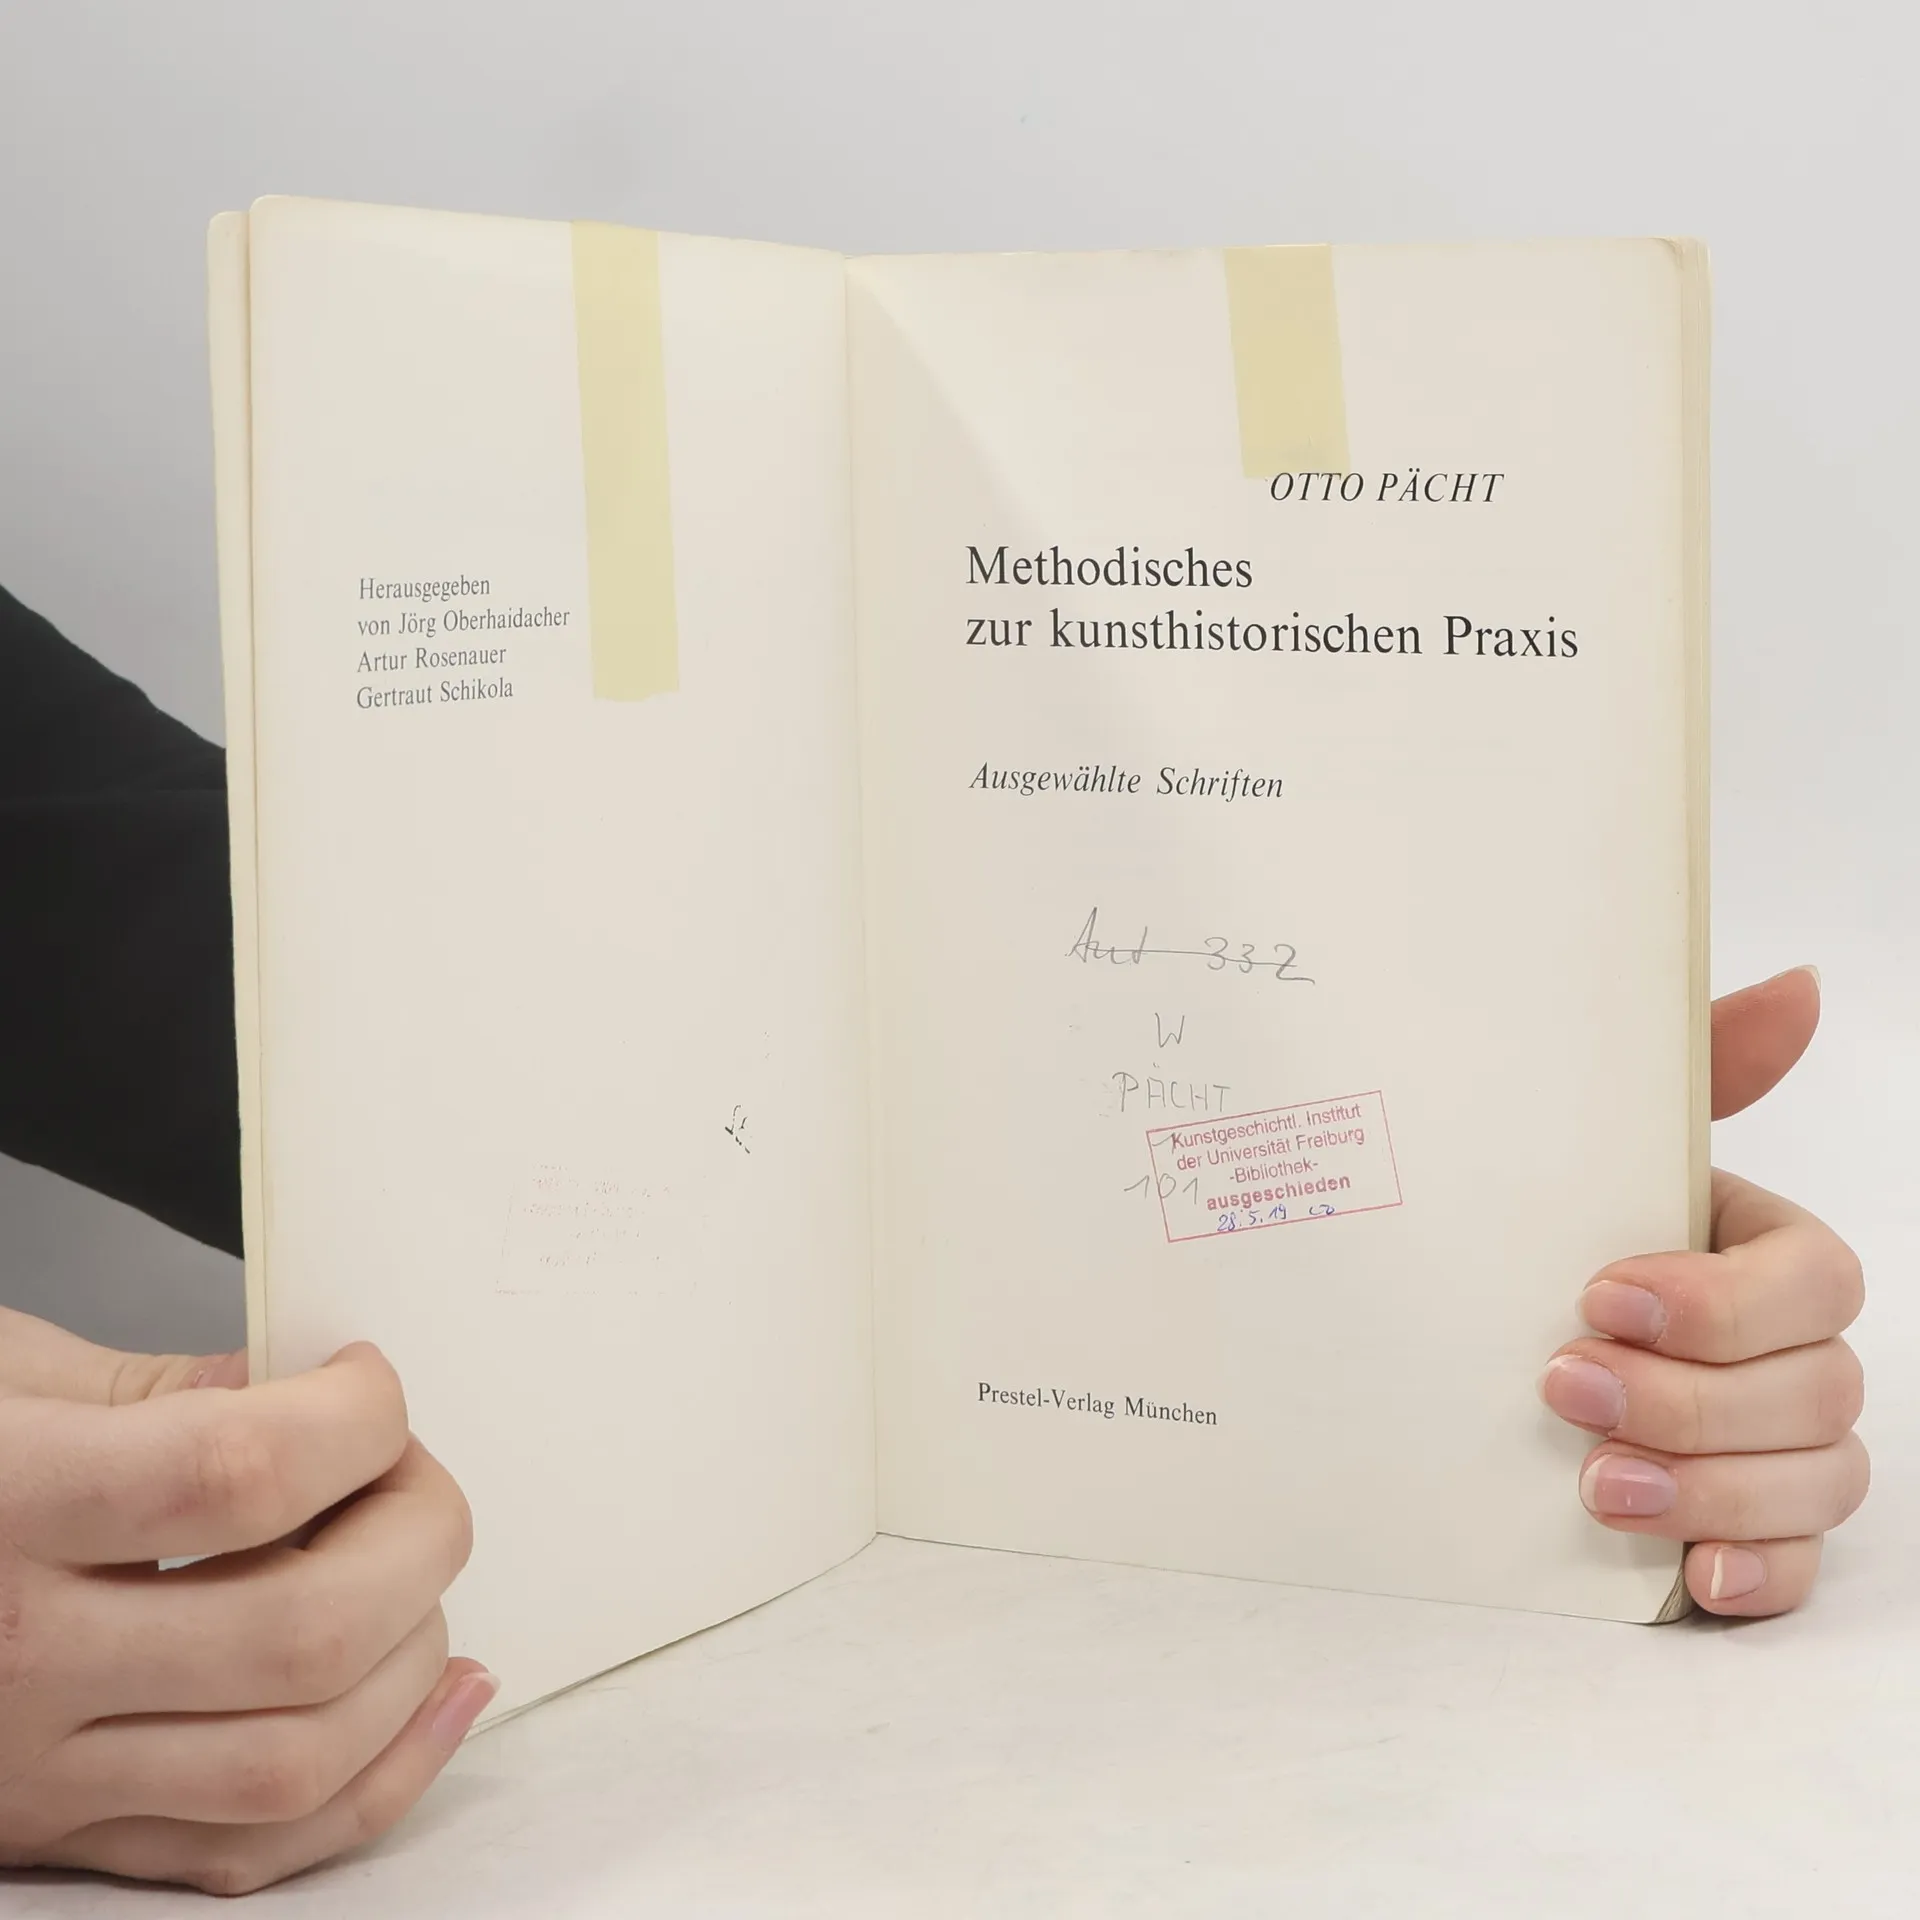 Herausgegeben
von Jörg Oberhaidacher
Artur Rosenauer
Gertraut Schikola
OTTO PÄCHT
Methodisches
zur kunsthistorischen Praxis
Ausgewählte Schriften
332
W
PÄCHT
Kunstgeschichtl. Institut
der Universität Freiburg
-Bibliothek-
101
ausgeschieden
28.5.19
Prestel-Verlag München